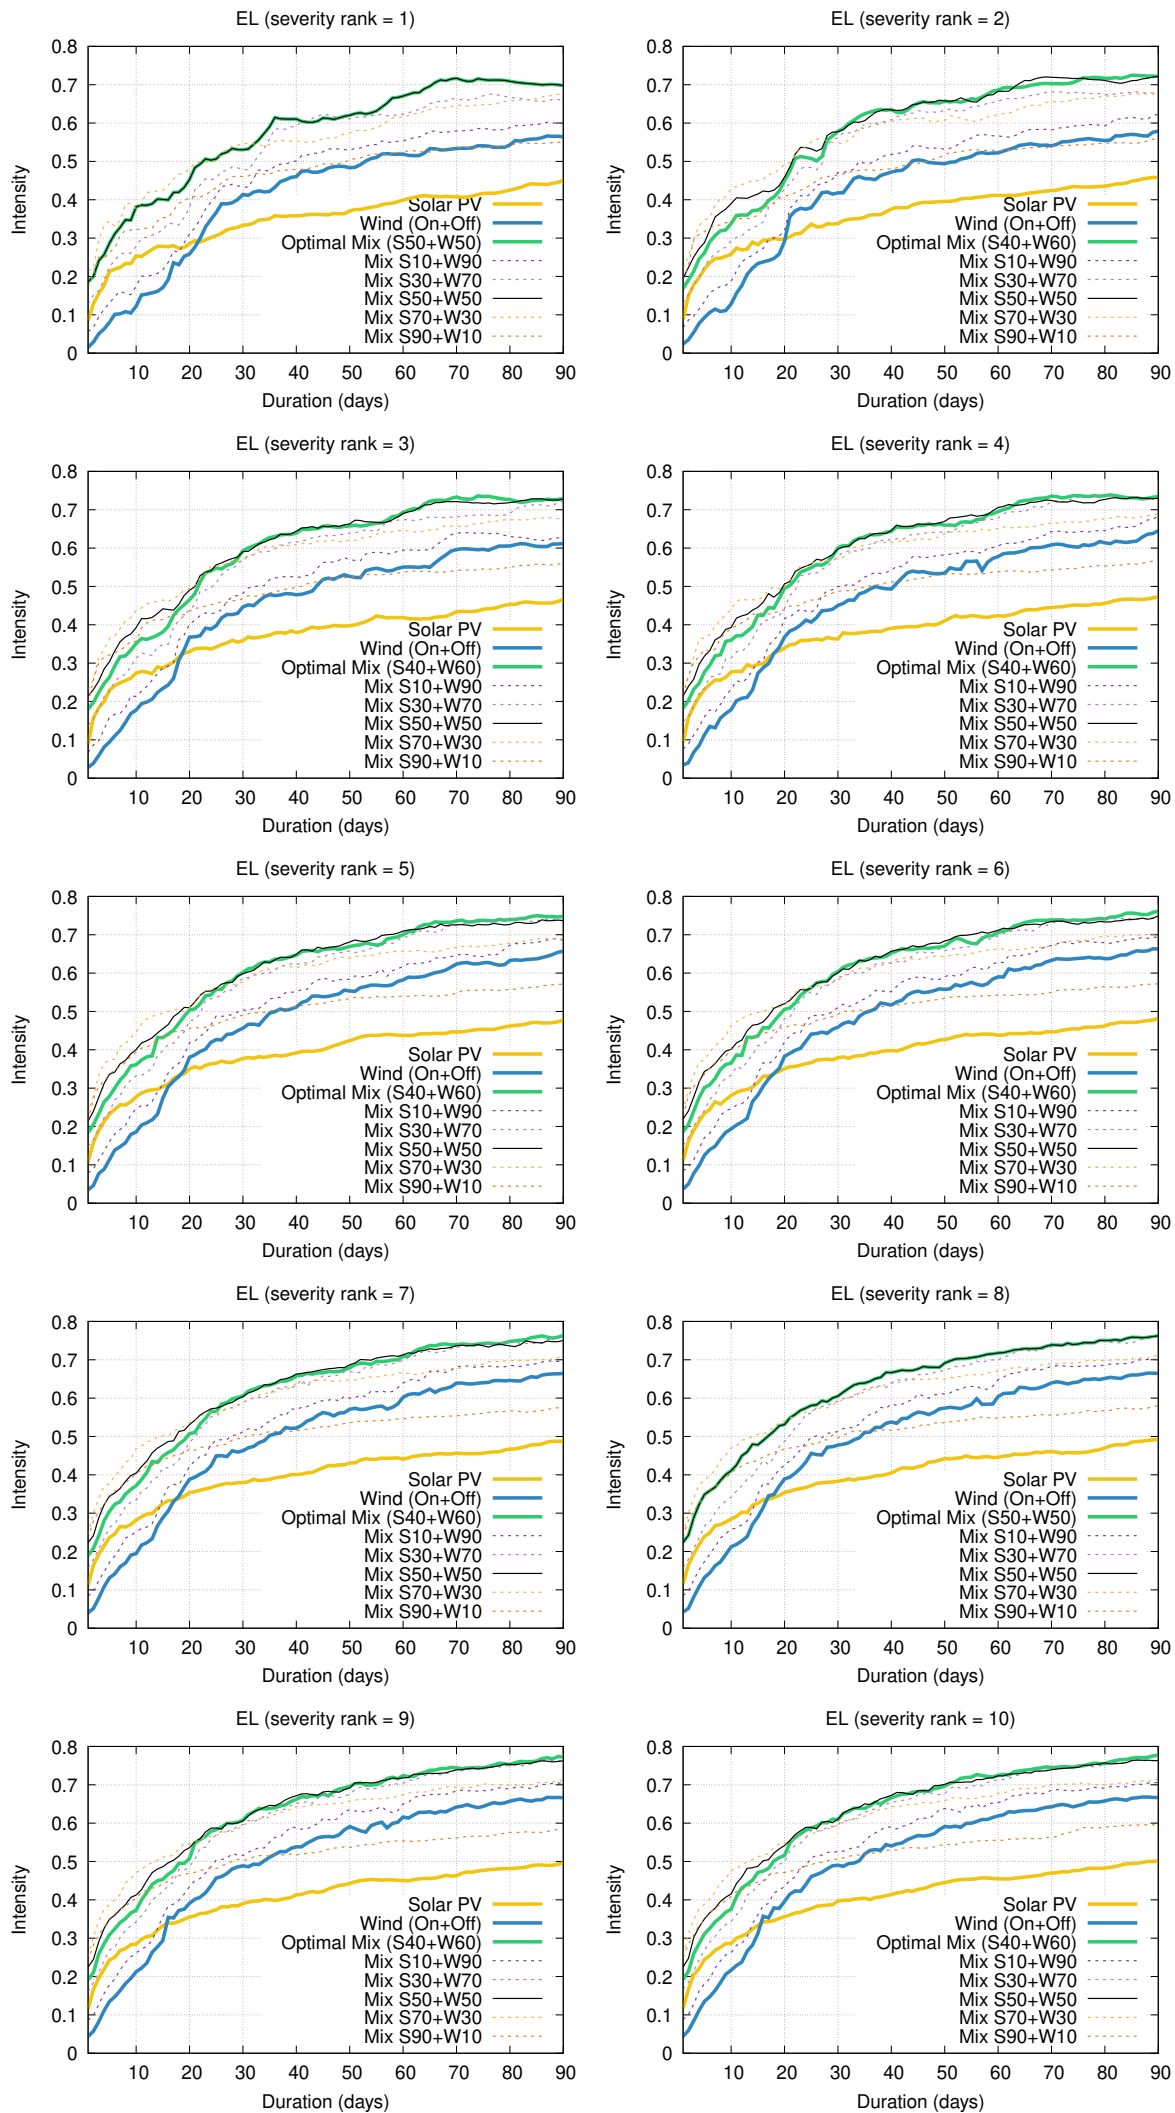 EL (severity rank = 1)
0.8
0.7
0.6
0.5
0.4
0.3
0.2
0.1
0
Intensity
Solar PV
Wind (On+Off)
Optimal Mix (S50+W50)
Mix S10+W90
Mix S30+W70
Mix S50+W50
Mix S70+W30
Mix S90+W10
10 20 30 40 50 60 70 80 90
Duration (days)
EL (severity rank = 2)
0.8
0.7
0.6
0.5
0.4
0.3
0.2
0.1
0
Intensity
Solar PV
Wind (On+Off)
Optimal Mix (S40+W60)
Mix S10+W90
Mix S30+W70
Mix S50+W50
Mix S70+W30
Mix S90+W10
10 20 30 40 50 60 70 80 90
Duration (days)
EL (severity rank = 3)
0.8
0.7
0.6
0.5
0.4
0.3
0.2
0.1
0
Intensity
Solar PV
Wind (On+Off)
Optimal Mix (S40+W60)
Mix S10+W90
Mix S30+W70
Mix S50+W50
Mix S70+W30
Mix S90+W10
10 20 30 40 50 60 70 80 90
Duration (days)
EL (severity rank = 4)
0.8
0.7
0.6
0.5
0.4
0.3
0.2
0.1
0
Intensity
Solar PV
Wind (On+Off)
Optimal Mix (S40+W60)
Mix S10+W90
Mix S30+W70
Mix S50+W50
Mix S70+W30
Mix S90+W10
10 20 30 40 50 60 70 80 90
Duration (days)
EL (severity rank = 5)
0.8
0.7
0.6
0.5
0.4
0.3
0.2
0.1
0
Intensity
Solar PV
Wind (On+Off)
Optimal Mix (S40+W60)
Mix S10+W90
Mix S30+W70
Mix S50+W50
Mix S70+W30
Mix S90+W10
10 20 30 40 50 60 70 80 90
Duration (days)
EL (severity rank = 6)
0.8
0.7
0.6
0.5
0.4
0.3
0.2
0.1
0
Intensity
Solar PV
Wind (On+Off)
Optimal Mix (S40+W60)
Mix S10+W90
Mix S30+W70
Mix S50+W50
Mix S70+W30
Mix S90+W10
10 20 30 40 50 60 70 80 90
Duration (days)
EL (severity rank = 7)
0.8
0.7
0.6
0.5
0.4
0.3
0.2
0.1
0
Intensity
Solar PV
Wind (On+Off)
Optimal Mix (S40+W60)
Mix S10+W90
Mix S30+W70
Mix S50+W50
Mix S70+W30
Mix S90+W10
10 20 30 40 50 60 70 80 90
Duration (days)
EL (severity rank = 8)
0.8
0.7
0.6
0.5
0.4
0.3
0.2
0.1
0
Intensity
Solar PV
Wind (On+Off)
Optimal Mix (S50+W50)
Mix S10+W90
Mix S30+W70
Mix S50+W50
Mix S70+W30
Mix S90+W10
10 20 30 40 50 60 70 80 90
Duration (days)
EL (severity rank = 9)
0.8
0.7
0.6
0.5
0.4
0.3
0.2
0.1
0
Intensity
Solar PV
Wind (On+Off)
Optimal Mix (S40+W60)
Mix S10+W90
Mix S30+W70
Mix S50+W50
Mix S70+W30
Mix S90+W10
10 20 30 40 50 60 70 80 90
Duration (days)
EL (severity rank = 10)
0.8
0.7
0.6
0.5
0.4
0.3
0.2
0.1
0
Intensity
Solar PV
Wind (On+Off)
Optimal Mix (S40+W60)
Mix S10+W90
Mix S30+W70
Mix S50+W50
Mix S70+W30
Mix S90+W10
10 20 30 40 50 60 70 80 90
Duration (days)